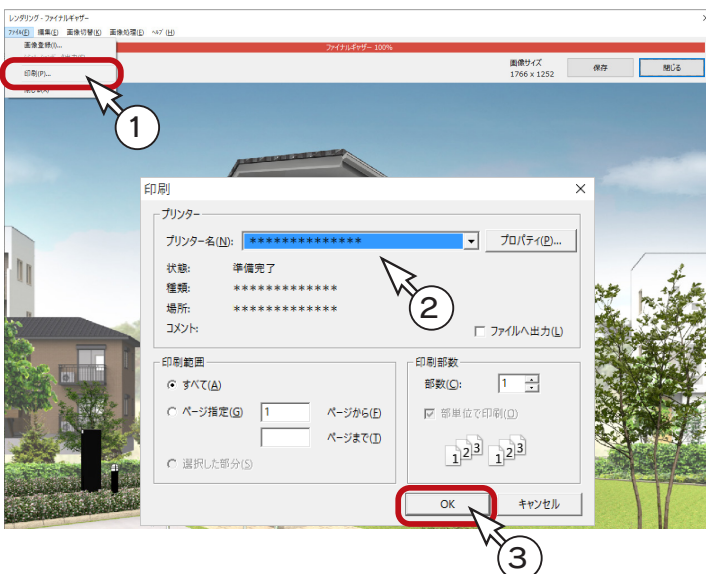 レンダリング - ファイナルギャザー
ファイル(F) 編集(E) 画像切替(K) 画像処理(E) ヘルプ(H)
画像登録(I)...
ファイナルギャザー 100%
印刷(P)...
画像サイズ
1766 x 1252
保存
閉じる
1
印刷
プリンター
プリンター名(N):
**************
プロパティ(P)...
状態:
準備完了
種類:
*************
場所:
*************
コメント:
2
ファイルへ出力(L)
印刷範囲
すべて(A)
ページ指定(G)
1
ページから(F)
ページまで(T)
選択した部分(S)
印刷部数
部数(C):
1
部単位で印刷(O)
1 2 3 1 2 3
OK
キャンセル
3